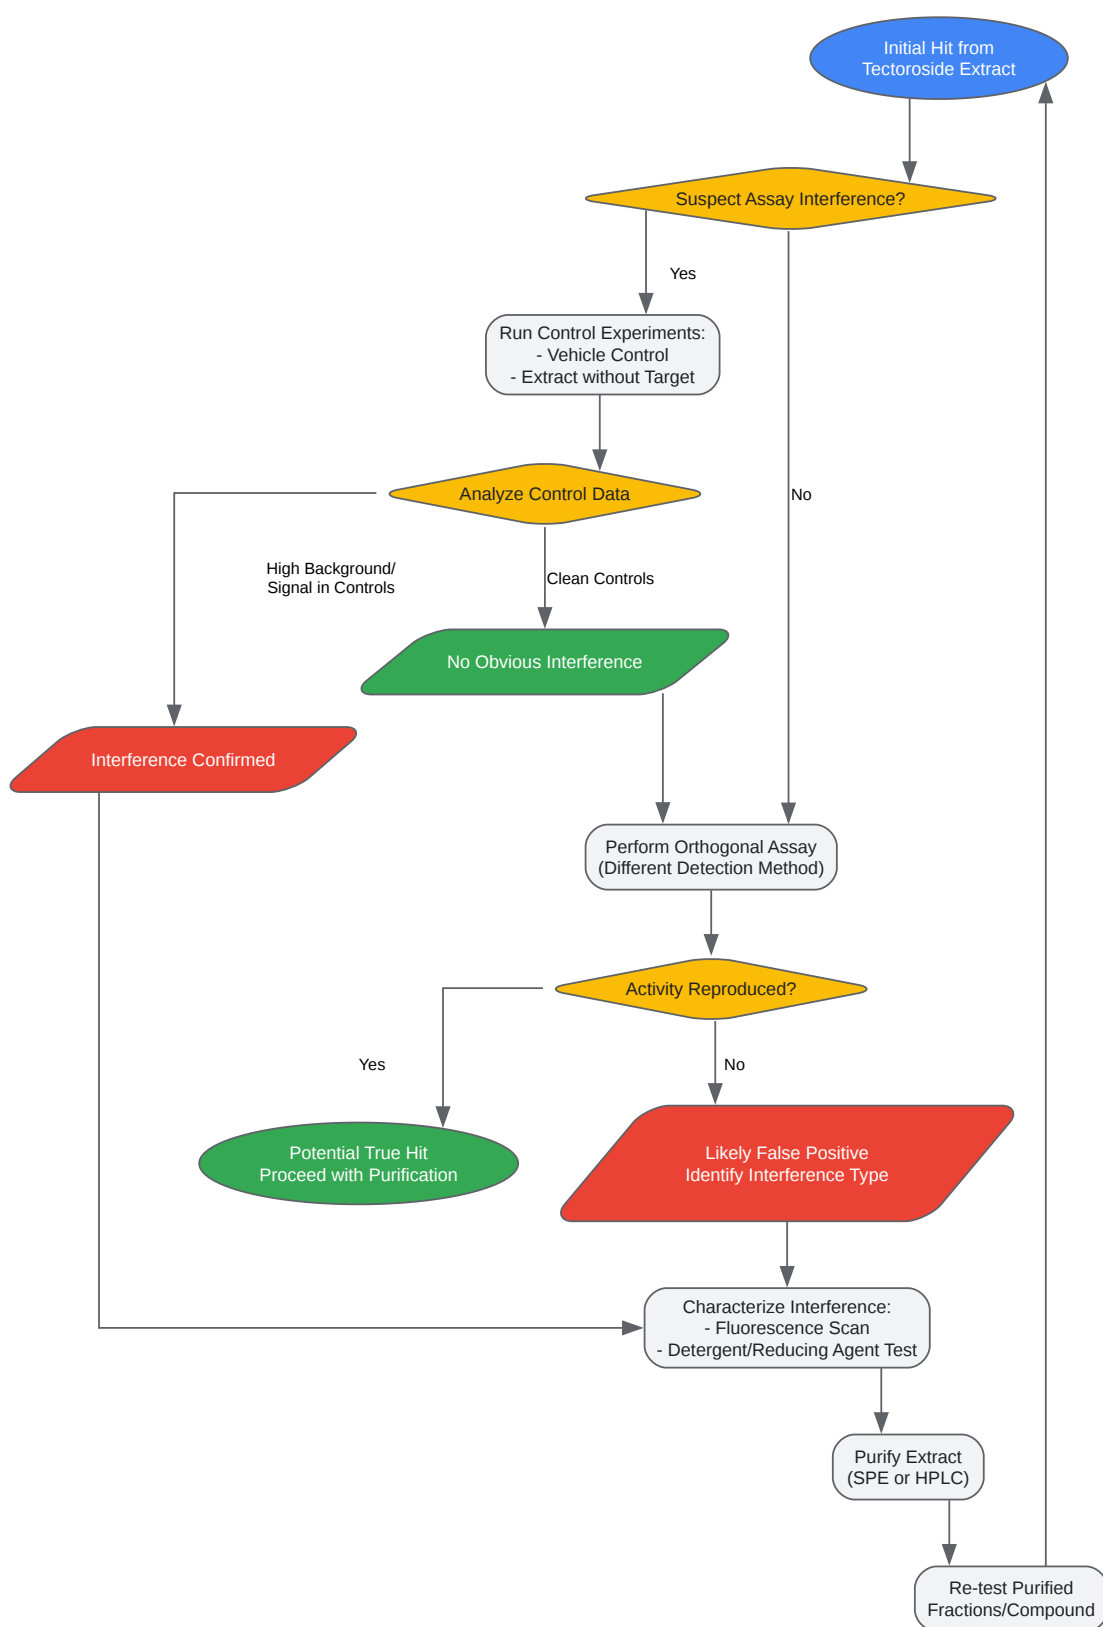 Initial Hit from
Tectoroside Extract
Suspect Assay Interference?
Yes
Run Control Experiments:
- Vehicle Control
- Extract without Target
Analyze Control Data
No
High Background/
Signal in Controls
Clean Controls
No Obvious Interference
Interference Confirmed
Perform Orthogonal Assay
(Different Detection Method)
Activity Reproduced?
Yes
No
Potential True Hit
Proceed with Purification
Likely False Positive
Identify Interference Type
Characterize Interference:
- Fluorescence Scan
- Detergent/Reducing Agent Test
Purify Extract
(SPE or HPLC)
Re-test Purified
Fractions/Compound